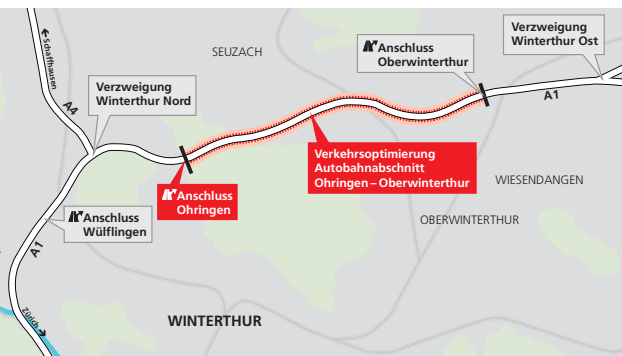 Schaffhausen
A4
SEUZACH
Verzweigung
Winterthur Nord
Anschluss
Oberwinterthur
Verzweigung
Winterthur Ost
A1
Anschluss
Ohringen
Verkehrsoptimierung
Autobahnabschnitt
Ohringen – Oberwinterthur
WIESENDANGEN
OBERWINTERTHUR
Anschluss
Wülflingen
A1
Zürich
WINTERTHUR